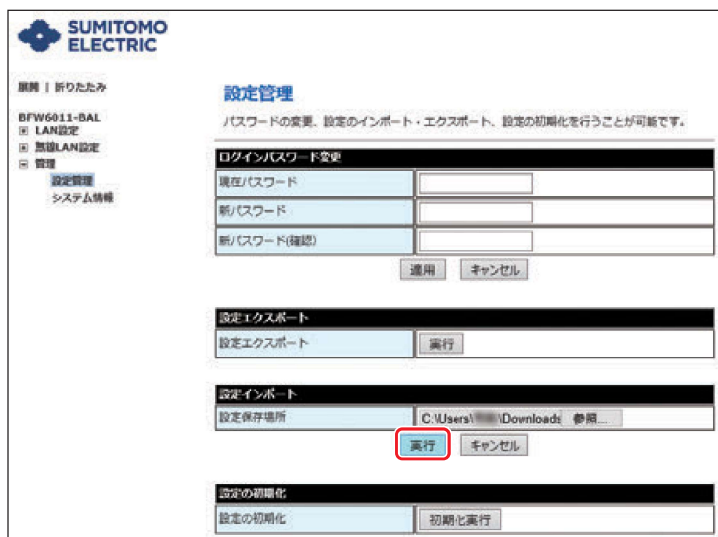 SUMITOMO
ELECTRIC
展開 | 折りたたみ
BFW6011-BAL
LAN設定
無線LAN設定
管理
設定管理
システム情報
設定管理
パスワードの変更、設定のインポート・エクスポート、設定の初期化を行うことが可能です。
ログインパスワード変更
現在パスワード
新パスワード
新パスワード(確認)
適用 キャンセル
設定エクスポート
設定エクスポート 実行
設定インポート
設定保存場所 C:\Users\ \Downloads 参照...
実行 キャンセル
設定の初期化
設定の初期化 初期化実行